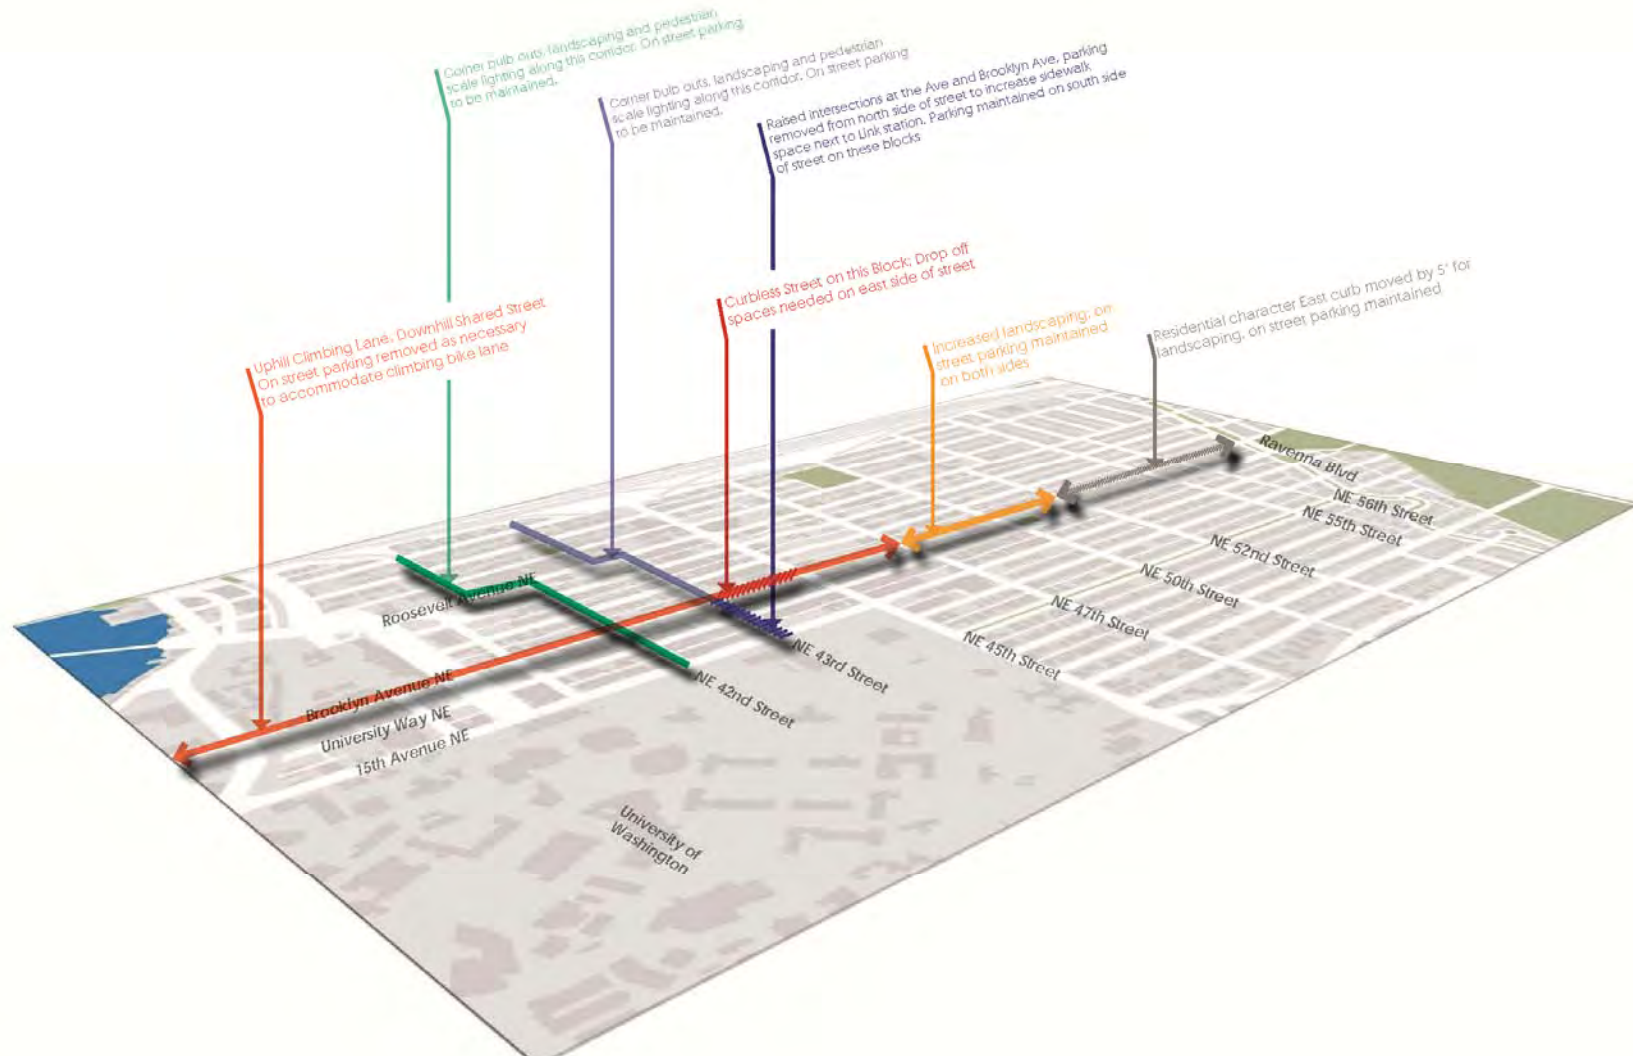 Corner bulb outs, landscaping and pedestrian
scale lighting along this corridor. On street parking
to be maintained.
Corner bulb outs, landscaping and pedestrian
scale lighting along this corridor. On street parking
to be maintained.
Raised intersections at the Ave and Brooklyn Ave, parking
removed from north side of street to increase sidewalk
space next to Link station. Parking maintained on south side
of street on these blocks
Uphill Climbing Lane, Downhill Shared Street
On street parking removed as necessary
to accommodate climbing bike lane
Curbless Street on this Block; Drop off
spaces needed on east side of street
Increased landscaping; on
street parking maintained
on both sides
Residential character East curb moved by 5' for
landscaping, on street parking maintained
Ravenna Blvd
NE 56th Street
NE 55th Street
NE 52nd Street
NE 50th Street
NE 47th Street
NE 45th Street
NE 43rd Street
NE 42nd Street
Roosevelt Avenue NE
Brooklyn Avenue NE
University Way NE
15th Avenue NE
University of
Washington